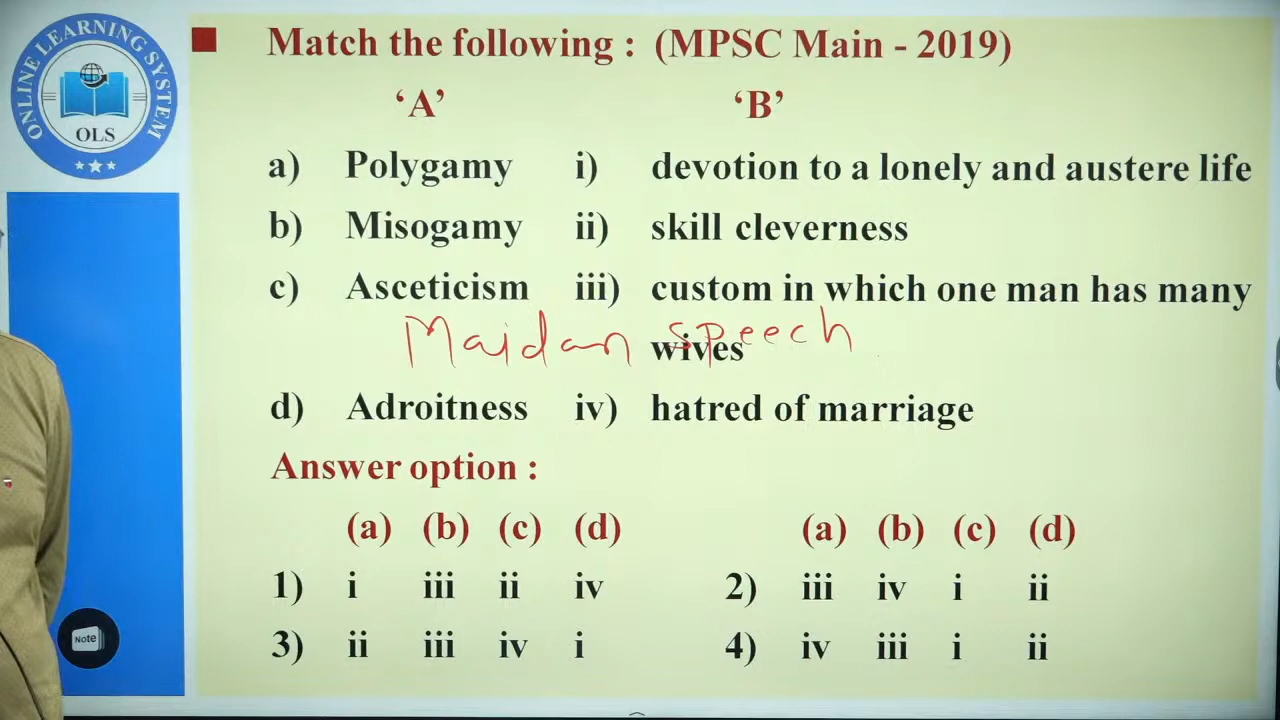 ONLINE LEARNING SYSTEM
OLS
Match the following : (MPSC Main - 2019)
‘A’ ‘B’
a) Polygamy i) devotion to a lonely and austere life
b) Misogamy ii) skill cleverness
c) Asceticism iii) custom in which one man has many
wives
Maidan speech
d) Adroitness iv) hatred of marriage
Answer option :
(a) (b) (c) (d) (a) (b) (c) (d)
1) i iii ii iv 2) iii iv i ii
3) ii iii iv i 4) iv iii i ii
Note